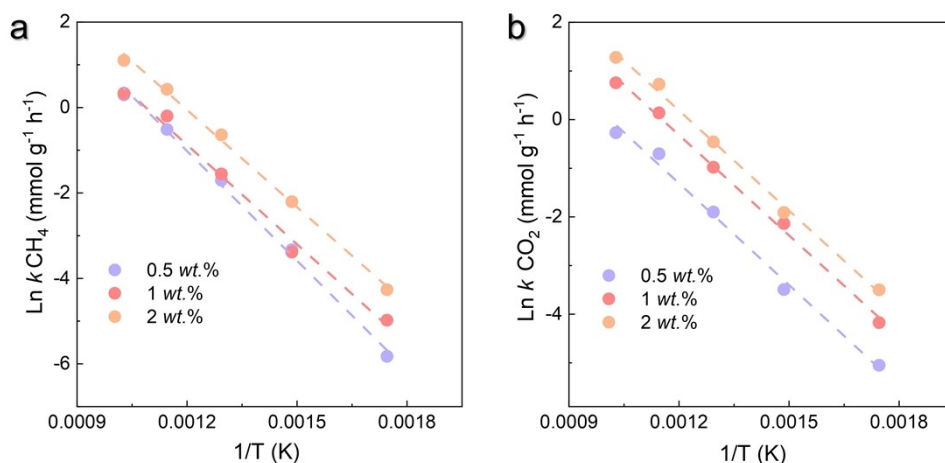 a
2
0
-2
-4
-6
Ln k CH₄ (mmol g⁻¹ h⁻¹)
0.5 wt.%
1 wt.%
2 wt.%
0.0009 0.0012 0.0015 0.0018
1/T (K)
b
2
0
-2
-4
Ln k CO₂ (mmol g⁻¹ h⁻¹)
0.5 wt.%
1 wt.%
2 wt.%
0.0009 0.0012 0.0015 0.0018
1/T (K)